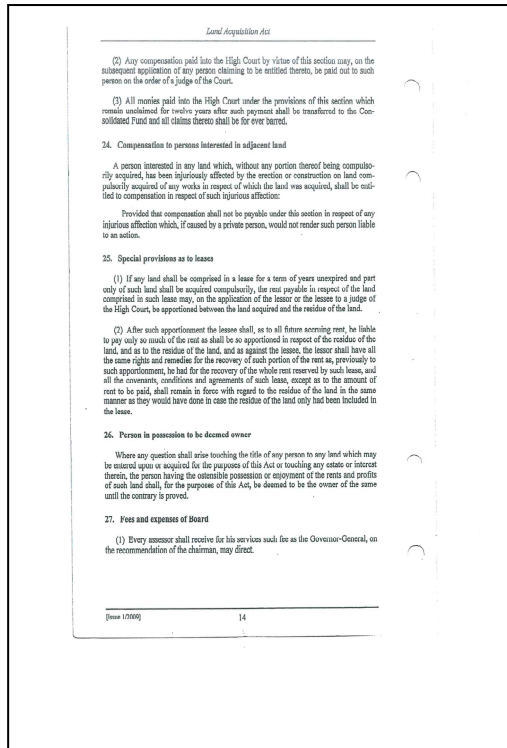 Land Acquisition Act
(2) Any compensation paid into the High Court by virtue of this section may, on the
subsequent application of any person claiming to be entitled thereto, be paid out to such
person on the order of a judge of the Court.
(3) All monies paid into the High Court under the provisions of this section which
remain unclaimed for twelve years after such payment shall be transferred to the Con-
solidated Fund and all claims thereto shall be for ever barred.
24. Compensation to persons interested in adjacent land
A person interested in any land which, without any portion thereof being compulso-
rily acquired, has been injuriously affected by the erection or construction on land com-
pulsorily acquired of any works in respect of which the land was acquired, shall be enti-
tled to compensation in respect of such injurious affection:
Provided that compensation shall not be payable under this section in respect of any
injurious affection which, if caused by a private person, would not render such person liable
to an action.
25. Special provisions as to leases
(1) If any land shall be comprised in a lease for a term of years unexpired and part
only of such land shall be acquired compulsorily, the rent payable in respect of the land
comprised in such lease may, on the application of the lessor or the lessee to a judge of
the High Court, be apportioned between the land acquired and the residue of the land.
(2) After such apportionment the lessee shall, as to all future accruing rent, be liable
to pay only so much of the rent as shall be so apportioned in respect of the residue of the
land, and as to the residue of the land, and as against the lessee, the lessor shall have all
the same rights and remedies for the recovery of such portion of the rent as, previously to
such apportionment, he had for the recovery of the whole rent reserved by such lease, and
all the covenants, conditions and agreements of such lease, except as to the amount of
rent to be paid, shall remain in force with regard to the residue of the land in the same
manner as they would have done in case the residue of the land only had been included in
the lease.
26. Person in possession to be deemed owner
Where any question shall arise touching the title of any person to any land which may
be entered upon or acquired for the purposes of this Act or touching any estate or interest
therein, the person having the ostensible possession or enjoyment of the rents and profits
of such land shall, for the purposes of this Act, be deemed to be the owner of the same
until the contrary is proved.
27. Fees and expenses of Board
(1) Every assessor shall receive for his services such fee as the Governor-General, on
the recommendation of the chairman, may direct.
[Issue 1/2009]
14